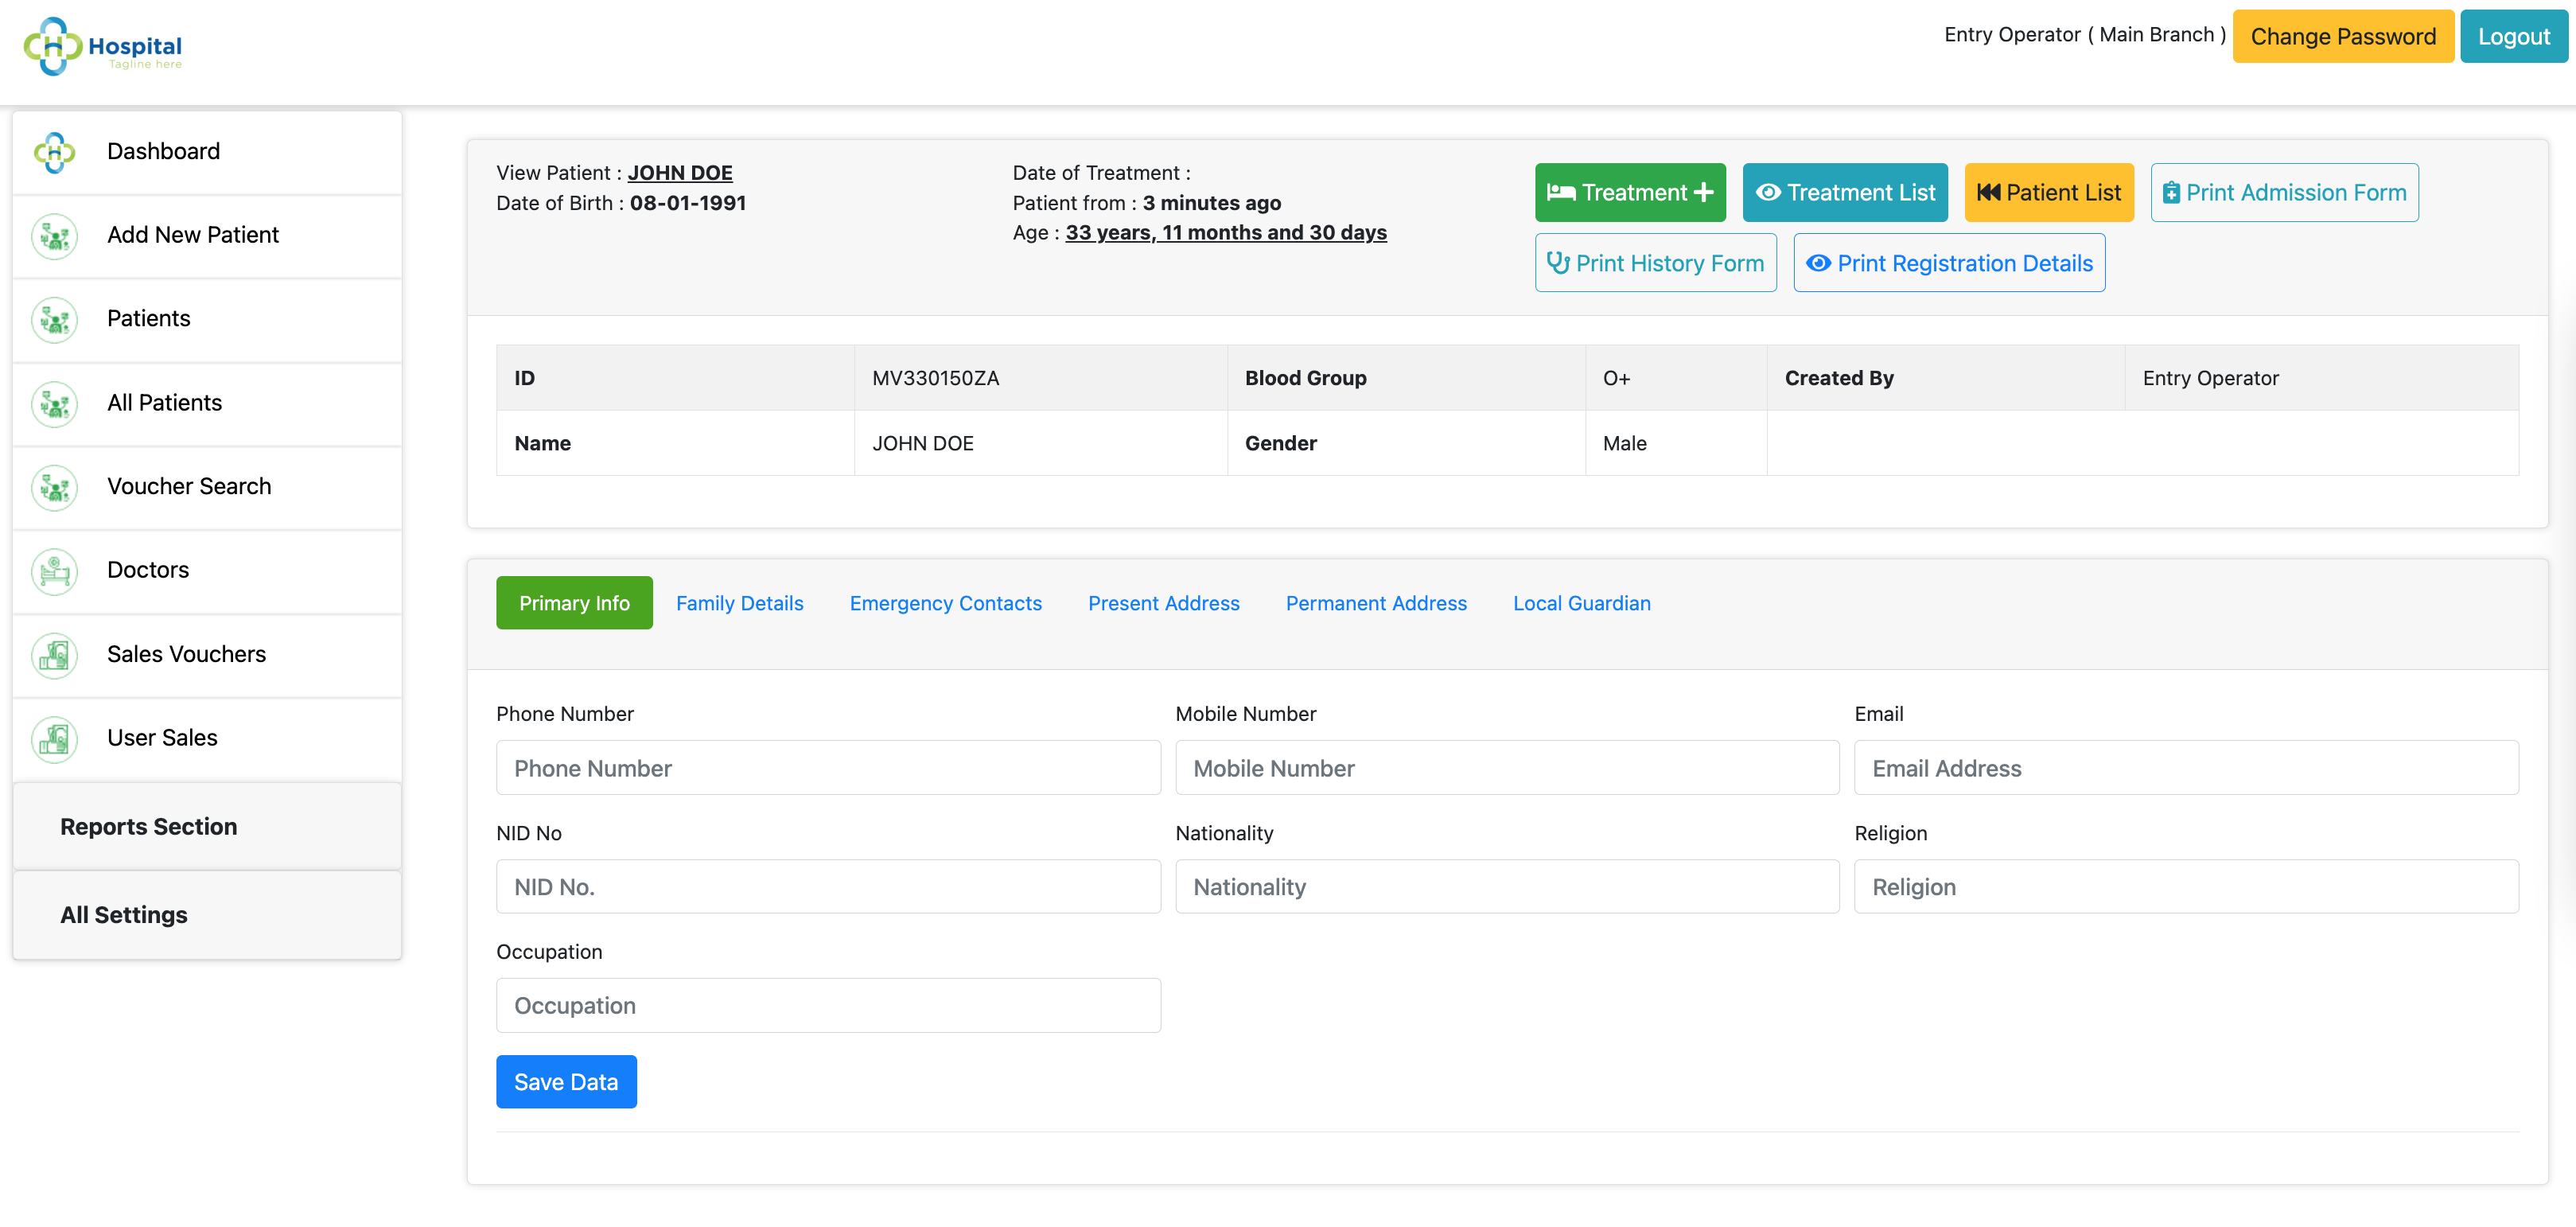 Hospital
Tagline here
Entry Operator ( Main Branch )
Change Password
Logout
Dashboard
Add New Patient
Patients
All Patients
Voucher Search
Doctors
Sales Vouchers
User Sales
Reports Section
All Settings
View Patient : JOHN DOE
Date of Birth : 08-01-1991
Date of Treatment :
Patient from : 3 minutes ago
Age : 33 years, 11 months and 30 days
Treatment
Treatment List
Patient List
Print Admission Form
Print History Form
Print Registration Details
ID MV330150ZA Blood Group O+ Created By Entry Operator
Name JOHN DOE Gender Male
Primary Info Family Details Emergency Contacts Present Address Permanent Address Local Guardian
Phone Number Mobile Number Email
Phone Number Mobile Number Email Address
NID No Nationality Religion
NID No. Nationality Religion
Occupation
Occupation
Save Data